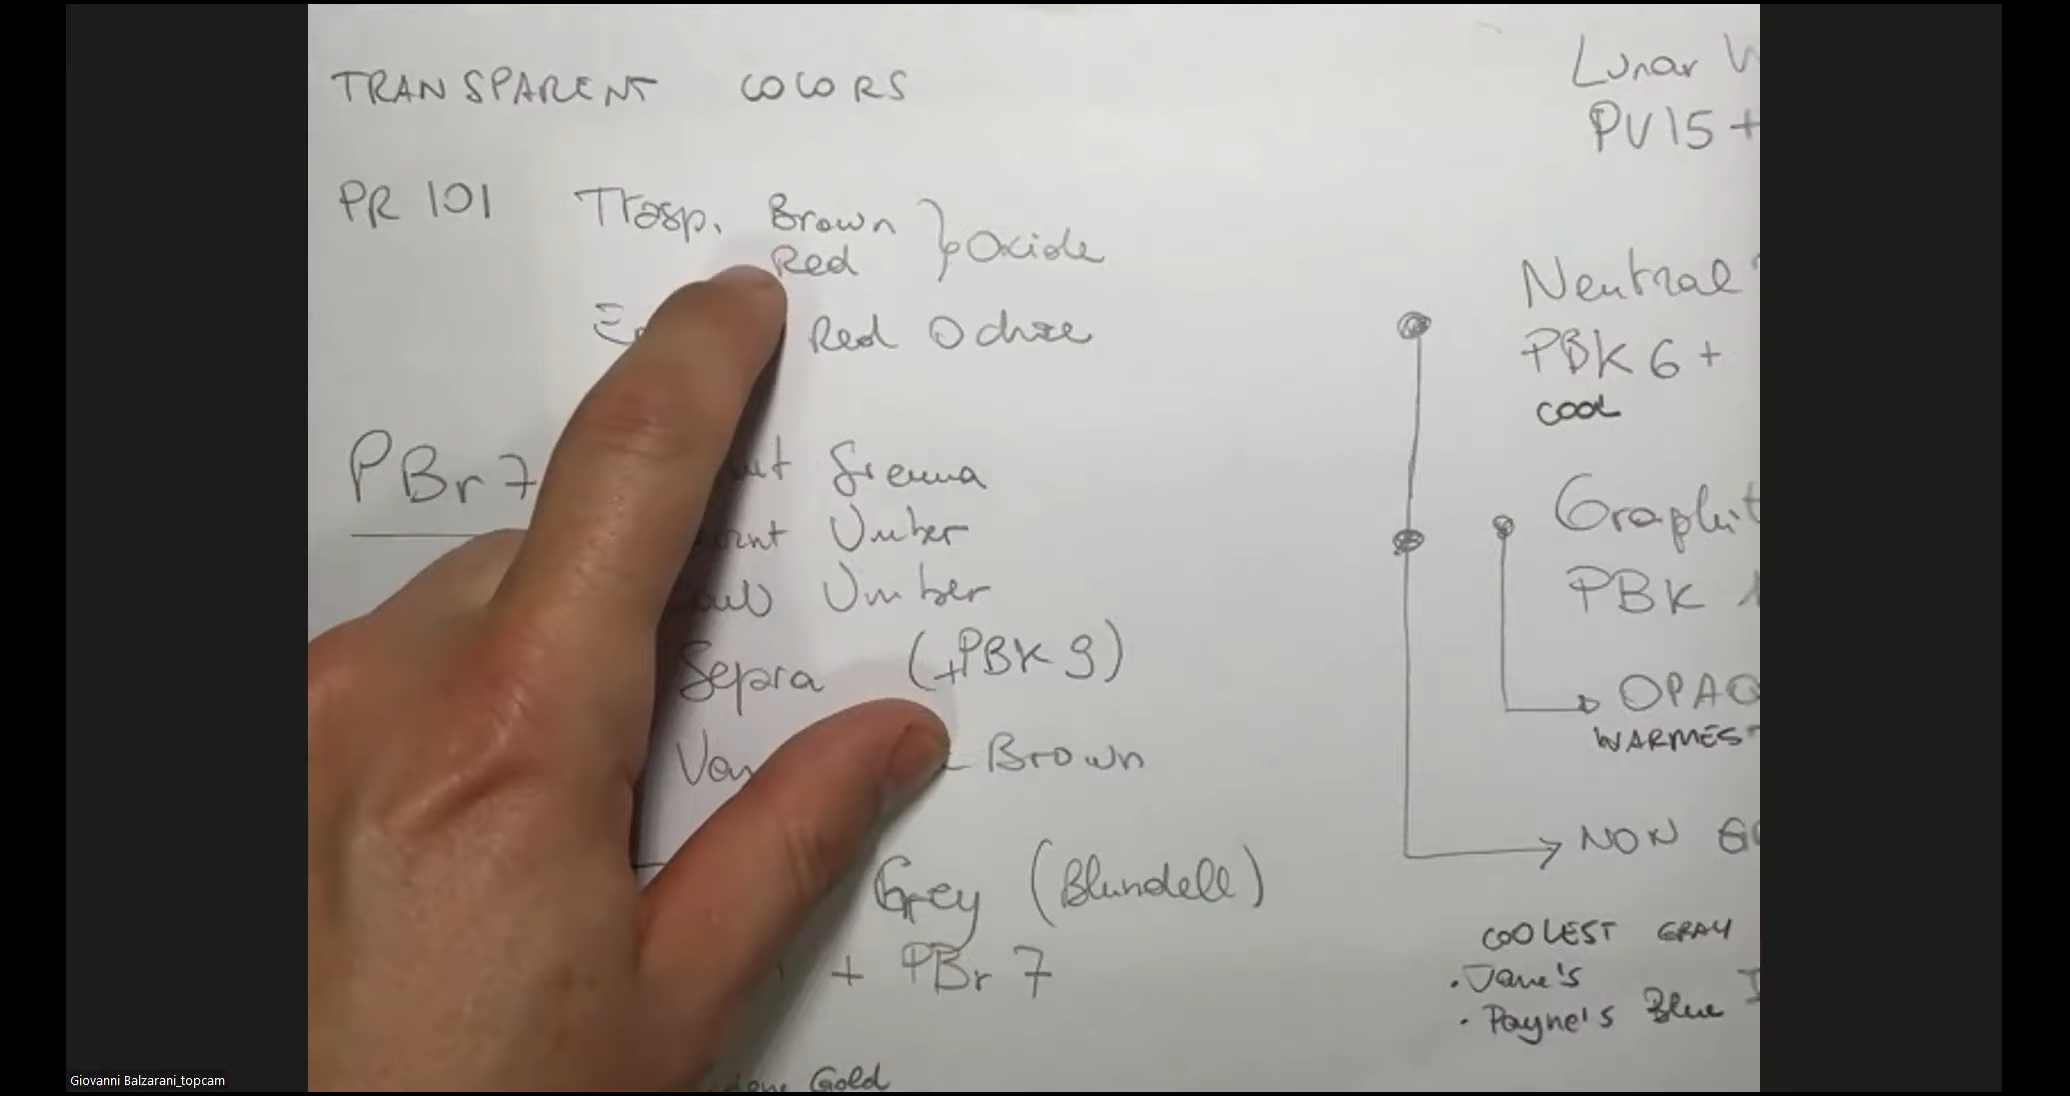 TRANSPARENT COLORS
PR 101 Trasp. Brown
Red
} Oxide
Red Ochre
PBr 7
Sienna
Umber
Umber
Sepia (+PBK 9)
Brown
Grey (Blundell)
+ PBr 7
Gold
Lunar
PV15 +
Neutral
PBK 6 +
COOL
PBK
WARMEST
NON
COOLEST GRAY
• Jane's
• Payne's Blue
Giovanni Balzarani_topcam